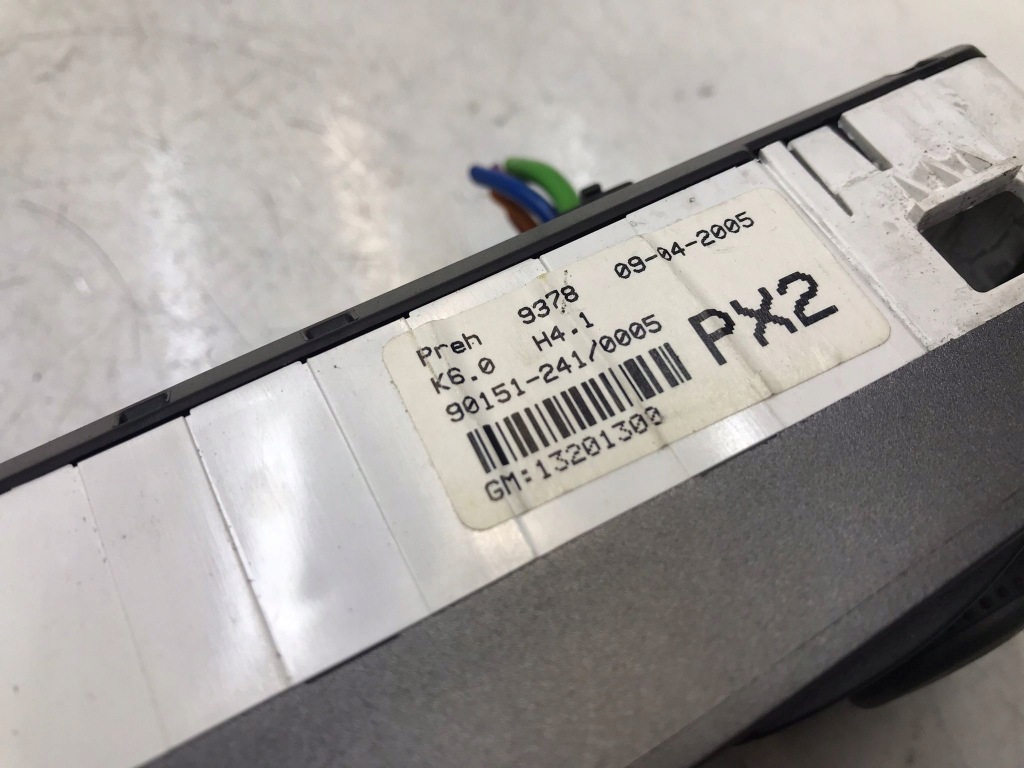 Preh 9378 09-04-2005
K6.0 H4.1
90151-241/0005 PX2
GM:13201300